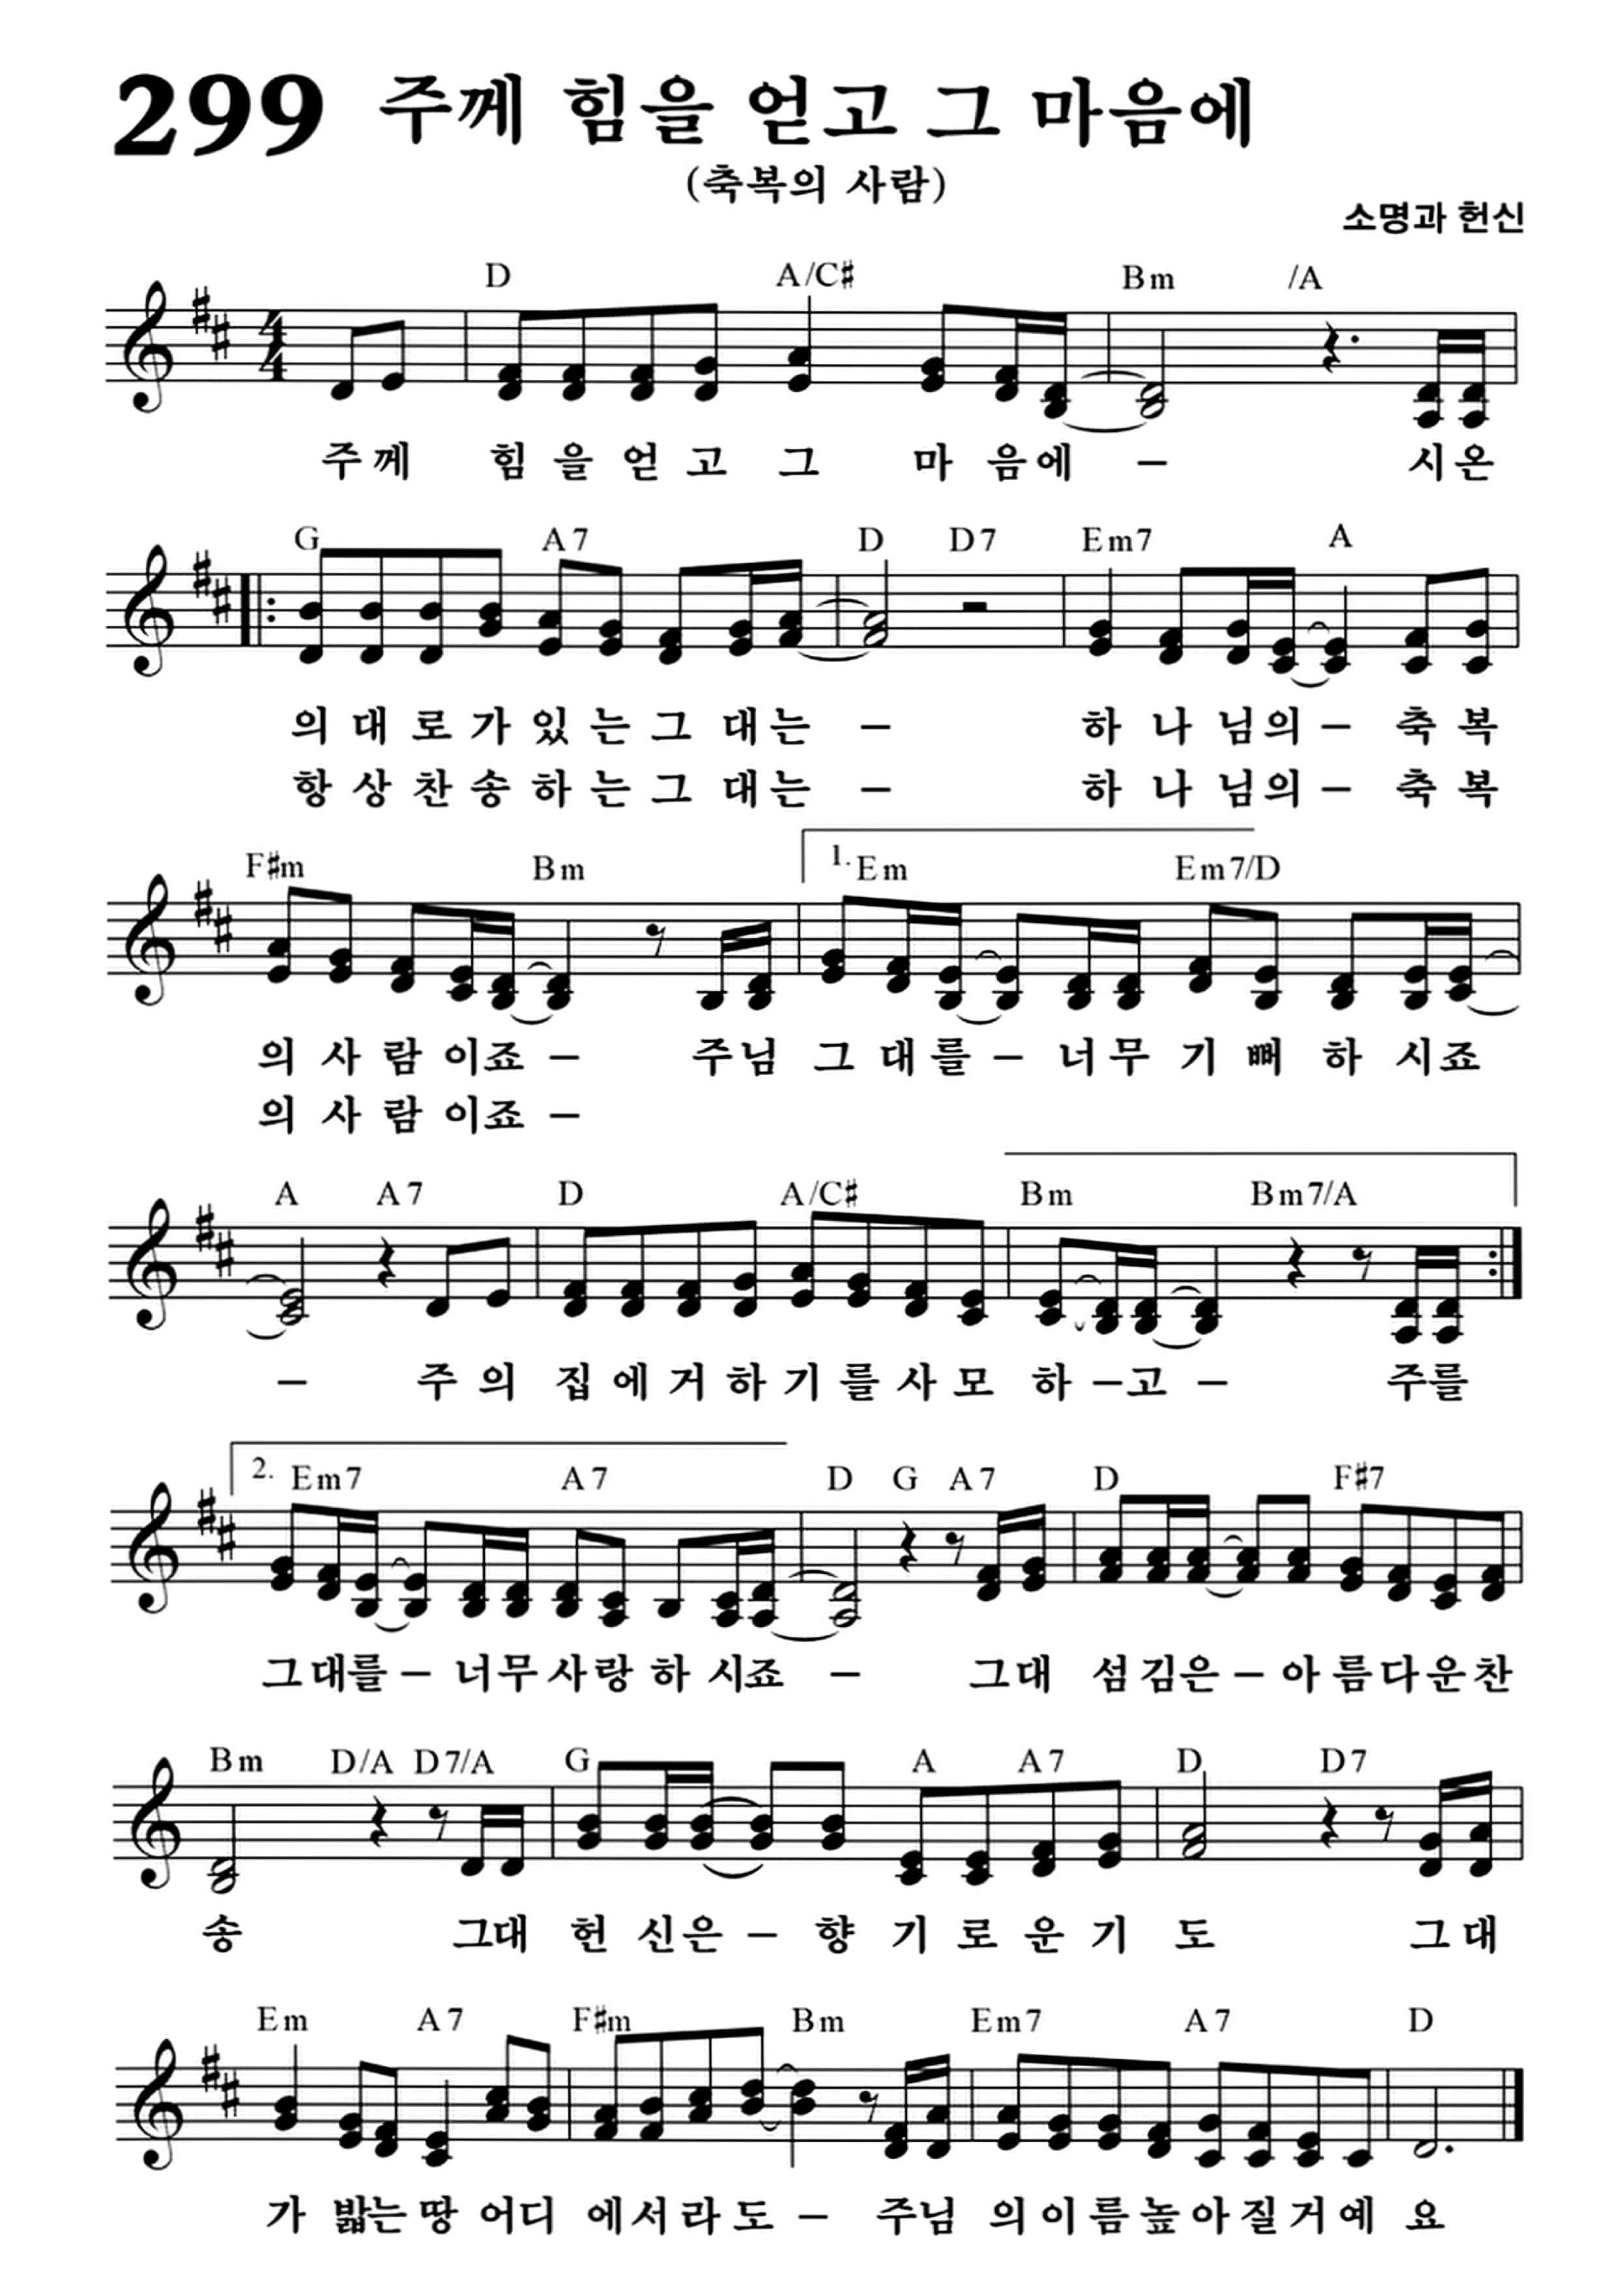 299 주께 힘을 얻고 그 마음에
(축복의 사람)
소명과 헌신
D A/C# Bm /A
주께 힘을얻고 그 마 음에 – 시온
G A7 D D7 Em7 A
의대로가있는그대는 – 하나님의 – 축복
항상찬송하는그대는 – 하나님의 – 축복
F#m Bm 1. Em Em7/D
의사람이죠 – 주님 그대를 – 너무 기뻐 하 시죠
의사람이죠 –
A A7 D A/C# Bm Bm7/A
– 주의 집에거하기를사모 하–고 – 주를
2. Em7 A7 D G A7 D F#7
그대를 – 너무사랑하시죠 – 그대 섬김은 – 아름다운찬
Bm D/A D7/A G A A7 D D7
송 그대 헌신은 – 향기로운기 도 그대
Em A7 F#m Bm Em7 A7 D
가 밟는땅 어디 에서라도 – 주님 의이름높아질거예 요